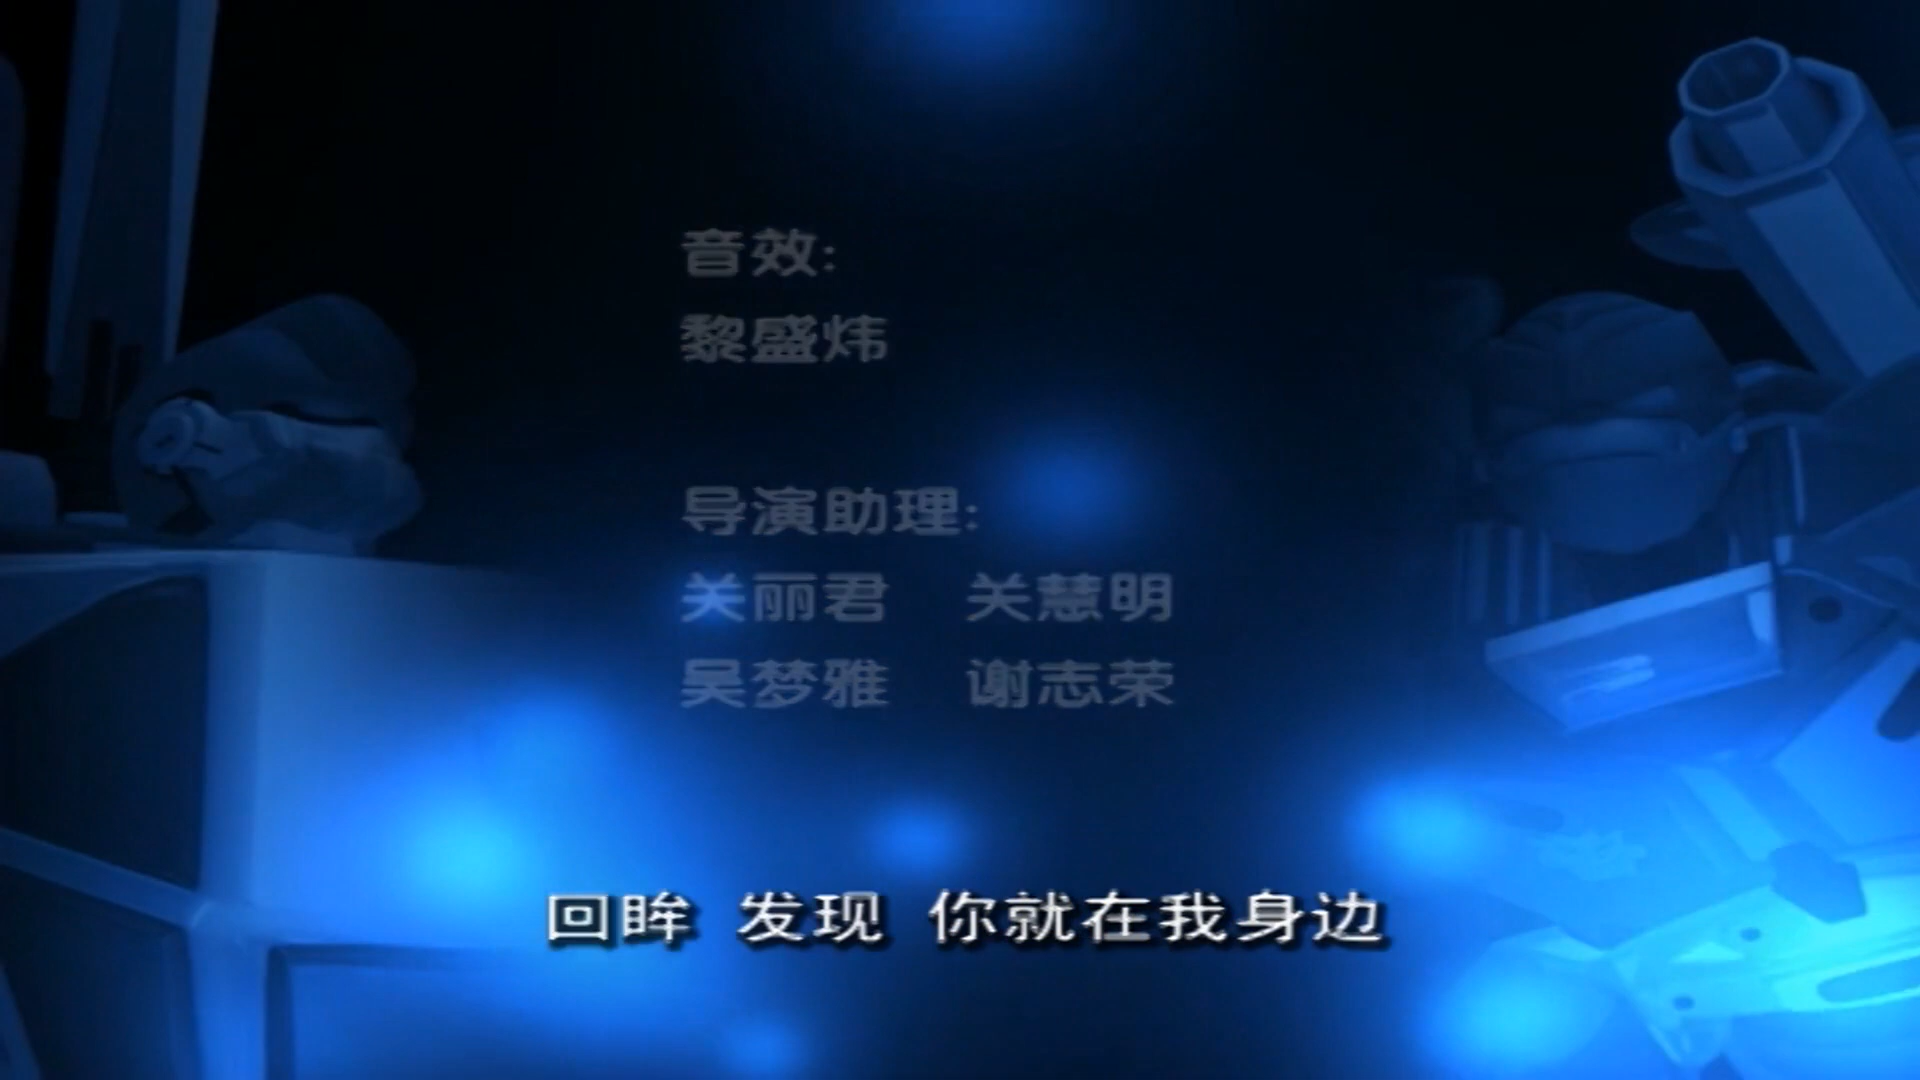 音效:
黎盛炜
导演助理:
关丽君 关慧明
吴梦雅 谢志荣
回眸 发现 你就在我身边